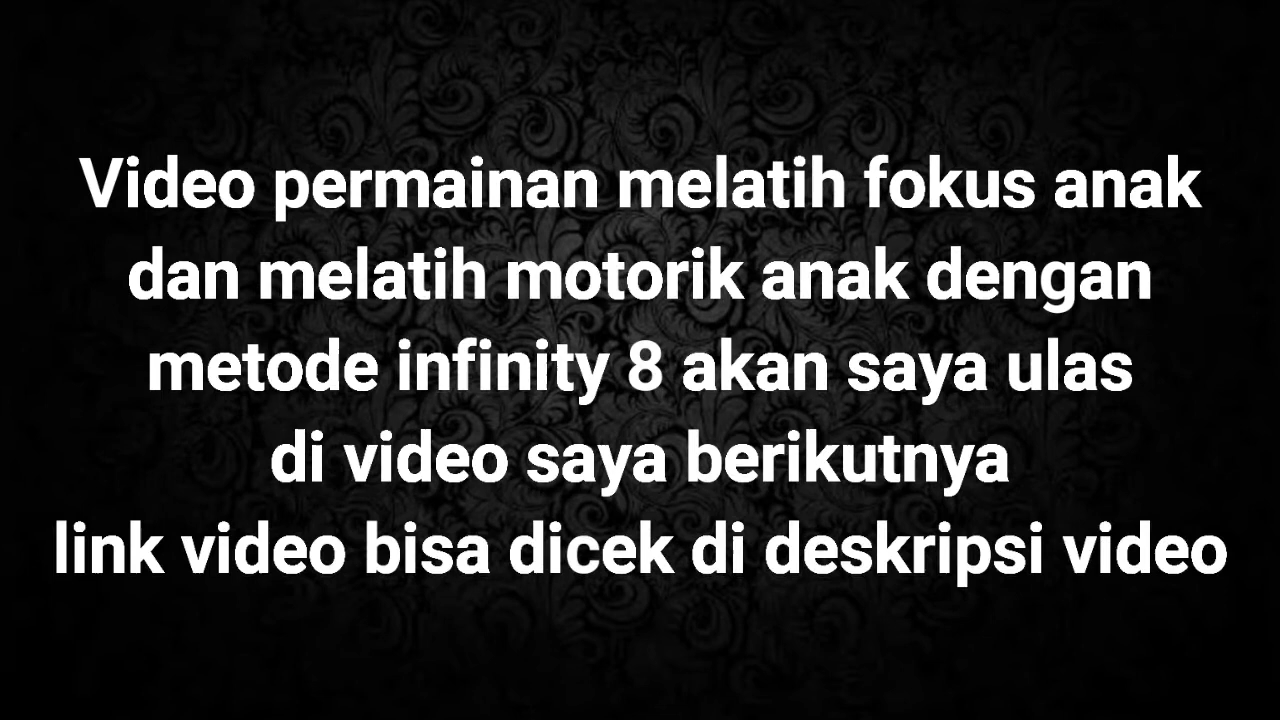 Video permainan melatih fokus anak
dan melatih motorik anak dengan
metode infinity 8 akan saya ulas
di video saya berikutnya
link video bisa dicek di deskripsi video